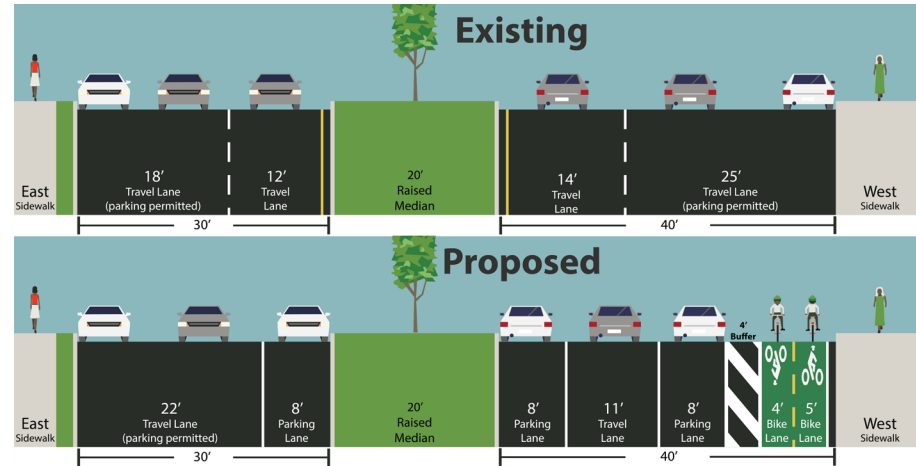 Existing
East
Sidewalk
18’
Travel Lane
(parking permitted)
12’
Travel
Lane
20’
Raised
Median
14’
Travel
Lane
25’
Travel Lane
(parking permitted)
West
Sidewalk
30’
40’
Proposed
East
Sidewalk
22’
Travel Lane
(parking permitted)
8’
Parking
Lane
20’
Raised
Median
8’
Parking
Lane
11’
Travel
Lane
8’
Parking
Lane
4’
Buffer
4’
Bike
Lane
5’
Bike
Lane
West
Sidewalk
30’
40’